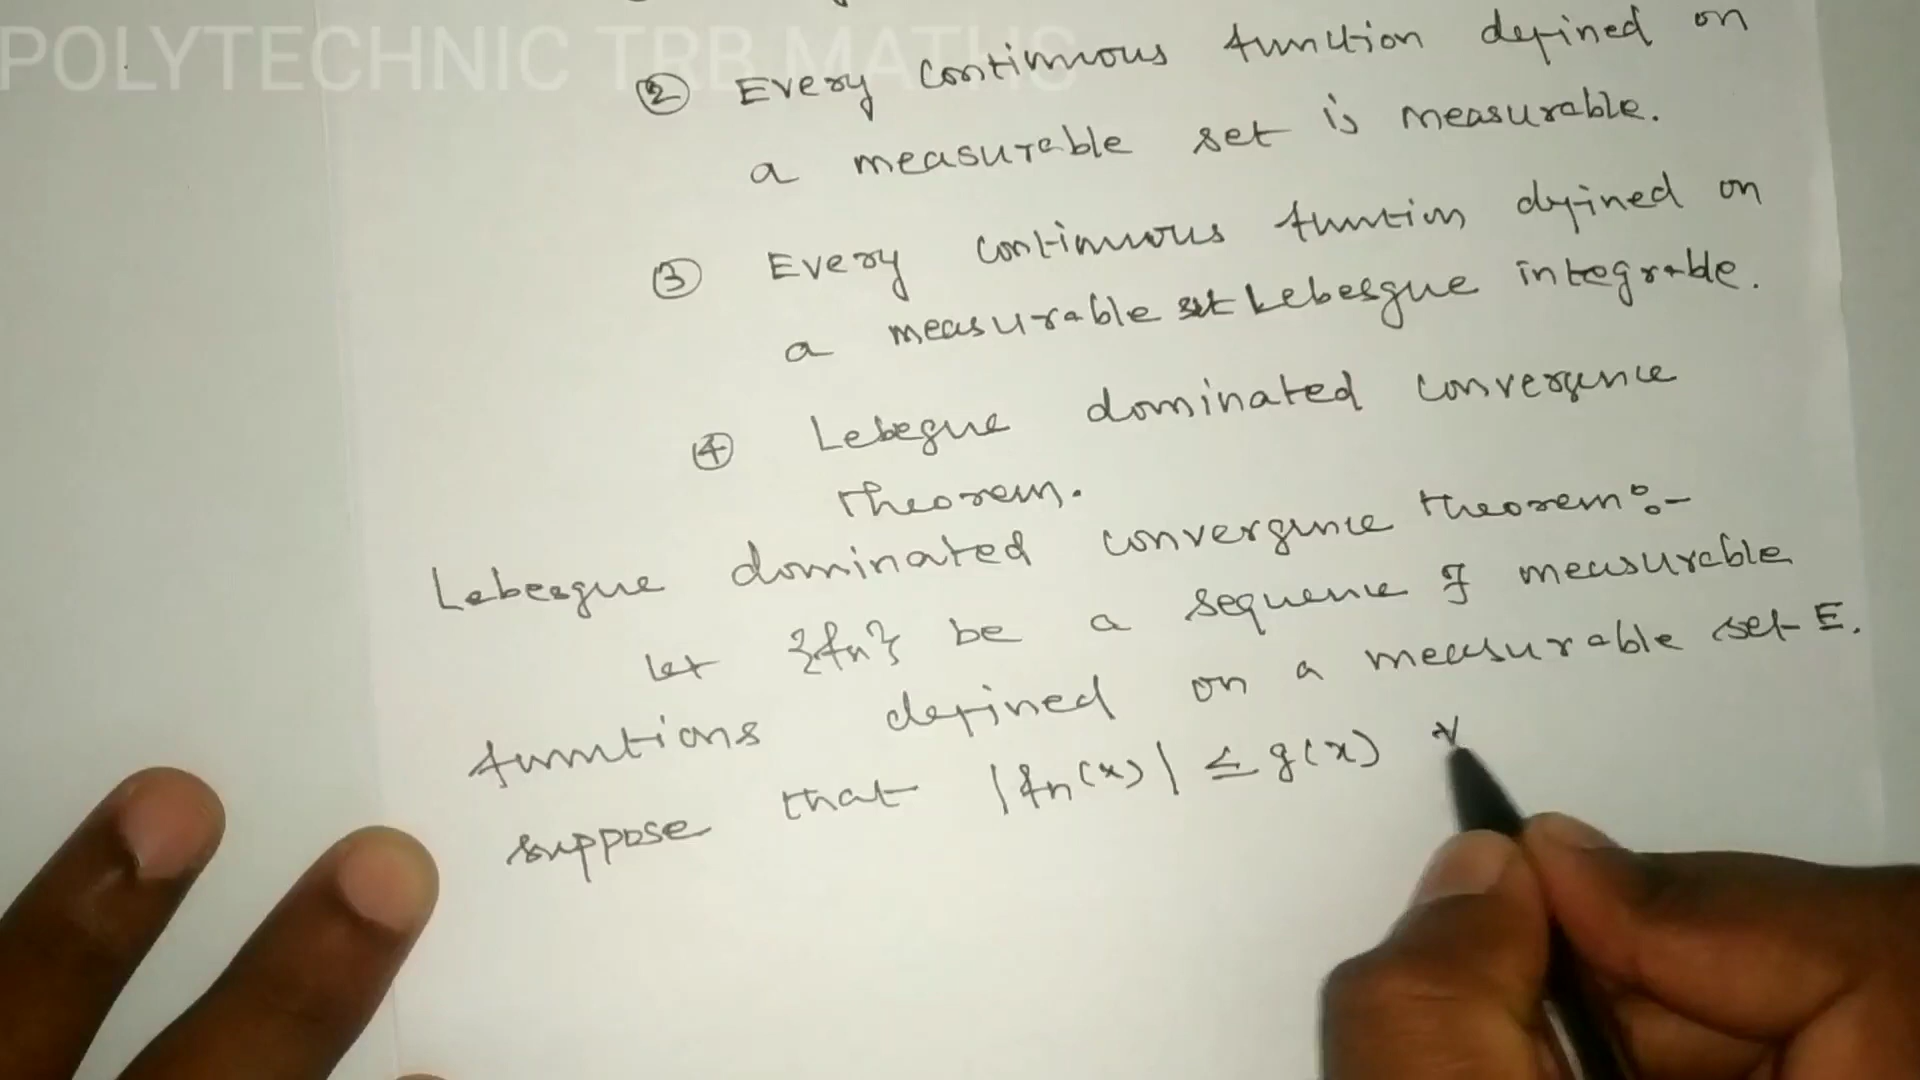 POLYTECHNIC TRB MATHS
② Every continuous function defined on
a measurable set is measurable.
③ Every continuous function defined on
a measurable set Lebesgue integrable.
④ Lebegue dominated convergence
theorem.
Lebesgue dominated convergence theorem:-
Let {fn} be a sequence of measurable
functions defined on a measurable set E.
suppose that |fn(x)| ≤ g(x)